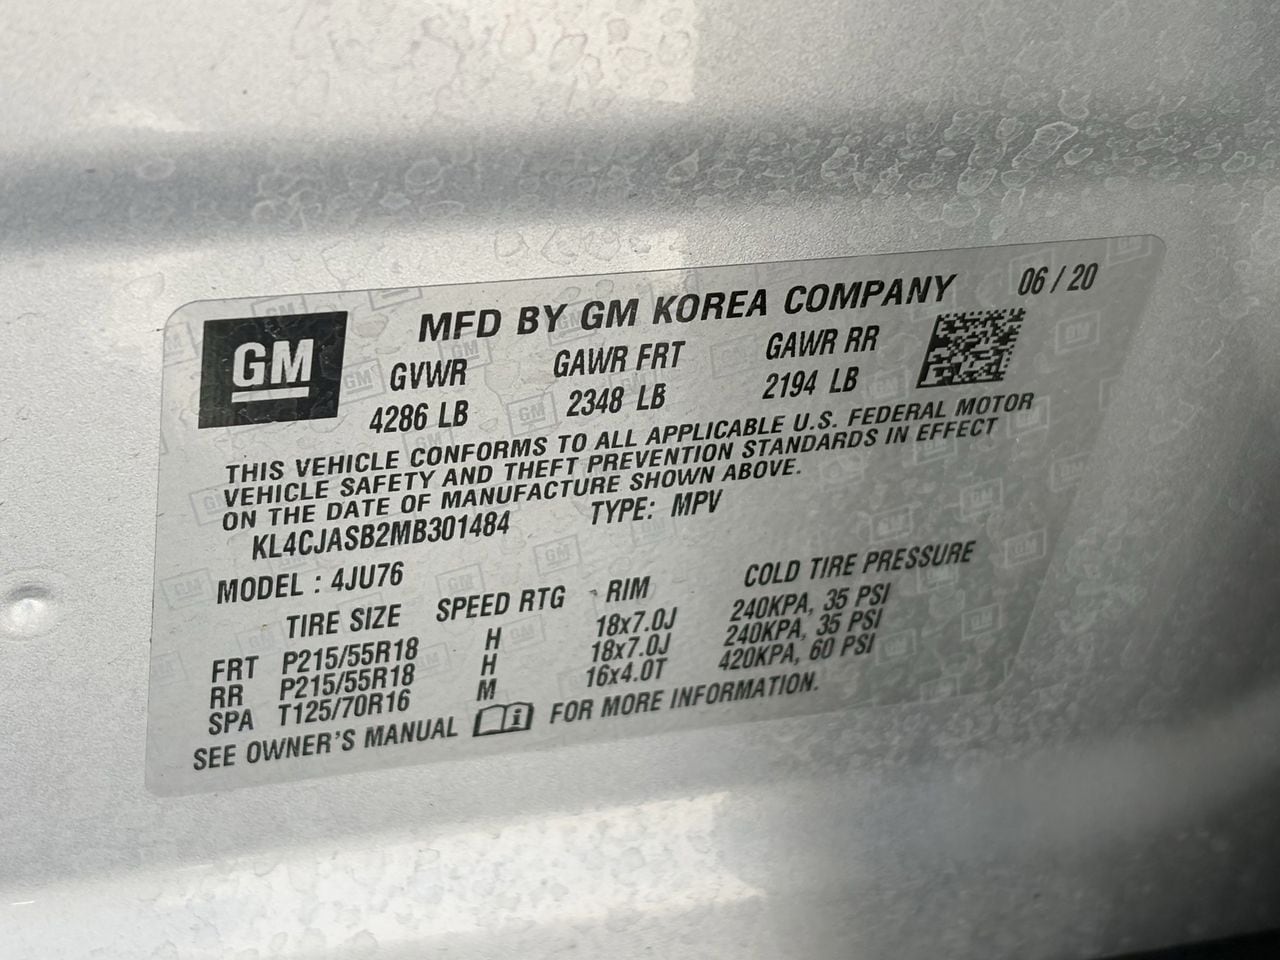 MFD BY GM KOREA COMPANY 06/20
GM
GVWR GAWR FRT GAWR RR
4286 LB 2348 LB 2194 LB
THIS VEHICLE CONFORMS TO ALL APPLICABLE U.S. FEDERAL MOTOR
VEHICLE SAFETY AND THEFT PREVENTION STANDARDS IN EFFECT
ON THE DATE OF MANUFACTURE SHOWN ABOVE.
KL4CJASB2MB301484 TYPE: MPV
MODEL : 4JU76
TIRE SIZE SPEED RTG RIM COLD TIRE PRESSURE
FRT P215/55R18 H 18x7.0J 240KPA, 35 PSI
RR P215/55R18 H 18x7.0J 240KPA, 35 PSI
SPA T125/70R16 M 16x4.0T 420KPA, 60 PSI
SEE OWNER'S MANUAL i FOR MORE INFORMATION.